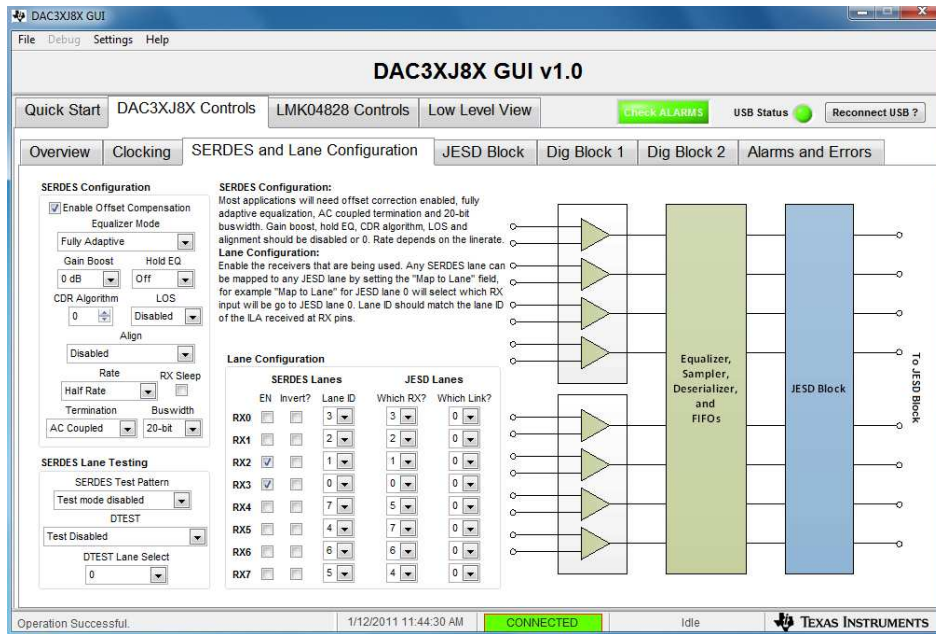 DAC3XJ8X GUI
File Debug Settings Help
DAC3XJ8X GUI v1.0
Quick Start DAC3XJ8X Controls LMK04828 Controls Low Level View
Check ALARMS USB Status Reconnect USB ?
Overview Clocking SERDES and Lane Configuration JESD Block Dig Block 1 Dig Block 2 Alarms and Errors
SERDES Configuration
Enable Offset Compensation
Equalizer Mode
Fully Adaptive
Gain Boost Hold EQ
0 dB Off
CDR Algorithm LOS
0 Disabled
Align
Disabled
Rate RX Sleep
Half Rate
Termination Buswidth
AC Coupled 20-bit
SERDES Lane Testing
SERDES Test Pattern
Test mode disabled
DTEST
Test Disabled
DTEST Lane Select
0
SERDES Configuration:
Most applications will need offset correction enabled, fully
adaptive equalization, AC coupled termination and 20-bit
buswidth. Gain boost, hold EQ, CDR algorithm, LOS and
alignment should be disabled or 0. Rate depends on the linerate.
Lane Configuration:
Enable the receivers that are being used. Any SERDES lane can
be mapped to any JESD lane by setting the "Map to Lane" field,
for example "Map to Lane" for JESD lane 0 will select which RX
input will be go to JESD lane 0. Lane ID should match the lane ID
of the ILA received at RX pins.
Lane Configuration
SERDES Lanes JESD Lanes
EN Invert? Lane ID Which RX? Which Link?
RX0 3 3 0
RX1 2 2 0
RX2 1 1 0
RX3 0 0 0
RX4 7 5 0
RX5 4 7 0
RX6 6 6 0
RX7 5 4 0
Equalizer,
Sampler,
Deserializer,
and
FIFOs
JESD Block
To JESD Block
Operation Successful. 1/12/2011 11:44:30 AM CONNECTED Idle TEXAS INSTRUMENTS